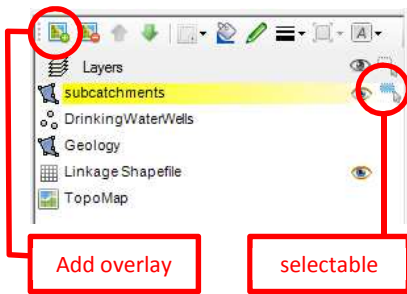 A
Layers
subcatchments
DrinkingWaterWells
Geology
Linkage Shapefile
TopoMap
Add overlay
selectable